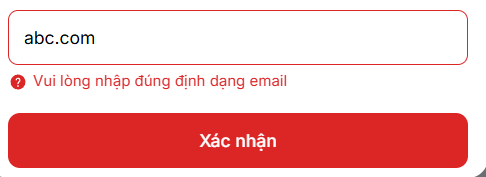 abc.com
Vui lòng nhập đúng định dạng email
Xác nhận